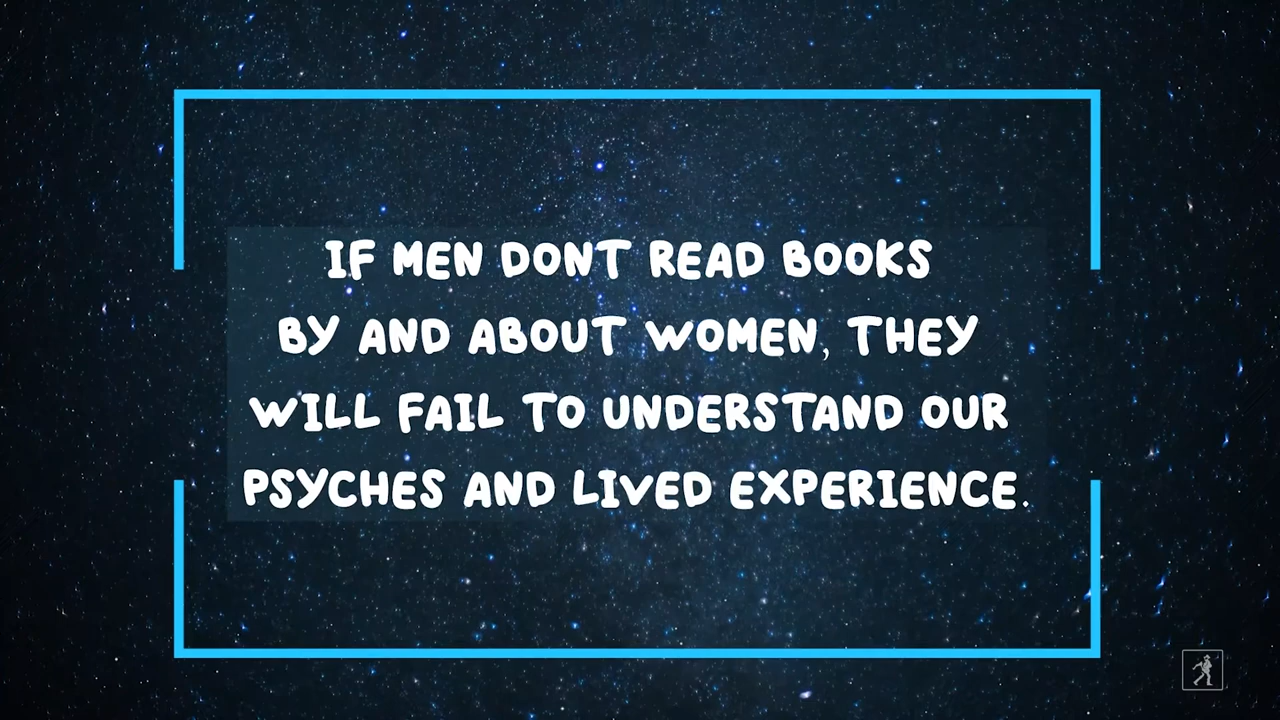 IF MEN DONT READ BOOKS
BY AND ABOUT WOMEN, THEY
WILL FAIL TO UNDERSTAND OUR
PSYCHES AND LIVED EXPERIENCE.